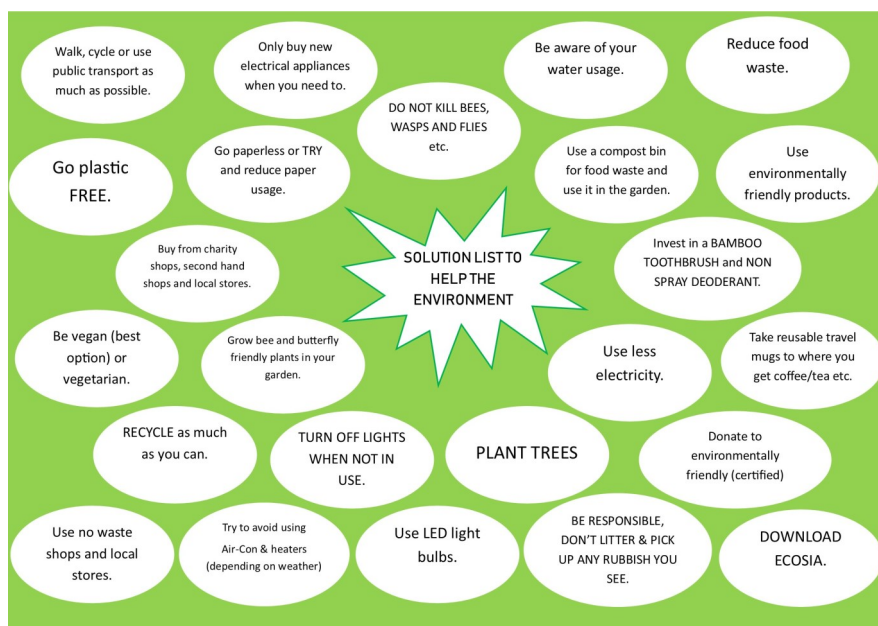 Walk, cycle or use
public transport as
much as possible.
Only buy new
electrical appliances
when you need to.
DO NOT KILL BEES,
WASPS AND FLIES
etc.
Be aware of your
water usage.
Reduce food
waste.
Go plastic
FREE.
Go paperless or TRY
and reduce paper
usage.
Use a compost bin
for food waste and
use it in the garden.
Use
environmentally
friendly products.
Buy from charity
shops, second hand
shops and local stores.
SOLUTION LIST TO
HELP THE
ENVIRONMENT
Invest in a BAMBOO
TOOTHBRUSH and NON
SPRAY DEODERANT.
Be vegan (best
option) or
vegetarian.
Grow bee and butterfly
friendly plants in your
garden.
Use less
electricity.
Take reusable travel
mugs to where you
get coffee/tea etc.
RECYCLE as much
as you can.
TURN OFF LIGHTS
WHEN NOT IN
USE.
PLANT TREES
Donate to
environmentally
friendly (certified)
Use no waste
shops and local
stores.
Try to avoid using
Air-Con & heaters
(depending on weather)
Use LED light
bulbs.
BE RESPONSIBLE,
DON'T LITTER & PICK
UP ANY RUBBISH YOU
SEE.
DOWNLOAD
ECOSIA.